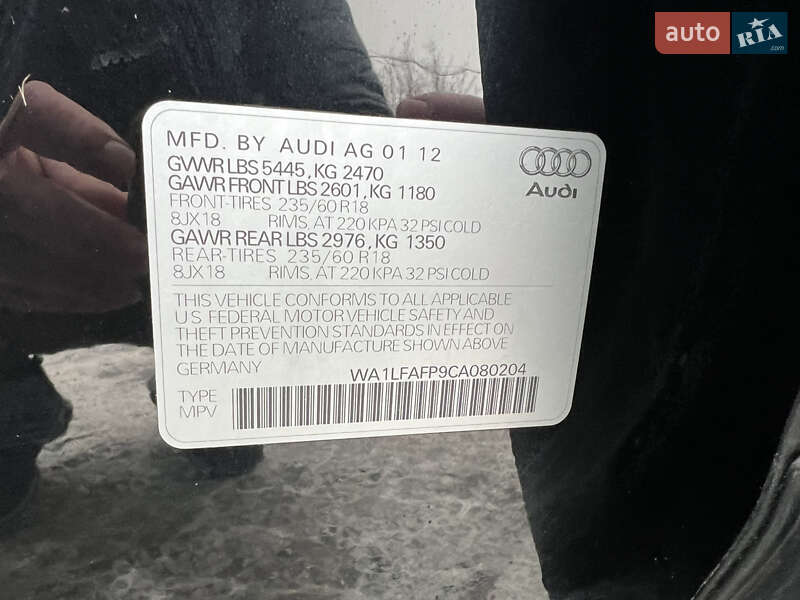 auto RIA
.com
MFD. BY AUDI AG 01 12
GVWR LBS 5445, KG 2470
GAWR FRONT LBS 2601, KG 1180
FRONT-TIRES 235/60 R18
8JX18 RIMS, AT 220 KPA 32 PSI COLD
GAWR REAR LBS 2976, KG 1350
REAR-TIRES 235/60 R18
8JX18 RIMS, AT 220 KPA 32 PSI COLD
Audi
THIS VEHICLE CONFORMS TO ALL APPLICABLE
U.S. FEDERAL MOTOR VEHICLE SAFETY AND
THEFT PREVENTION STANDARDS IN EFFECT ON
THE DATE OF MANUFACTURE SHOWN ABOVE
GERMANY WA1LFAFP9CA080204
TYPE
MPV